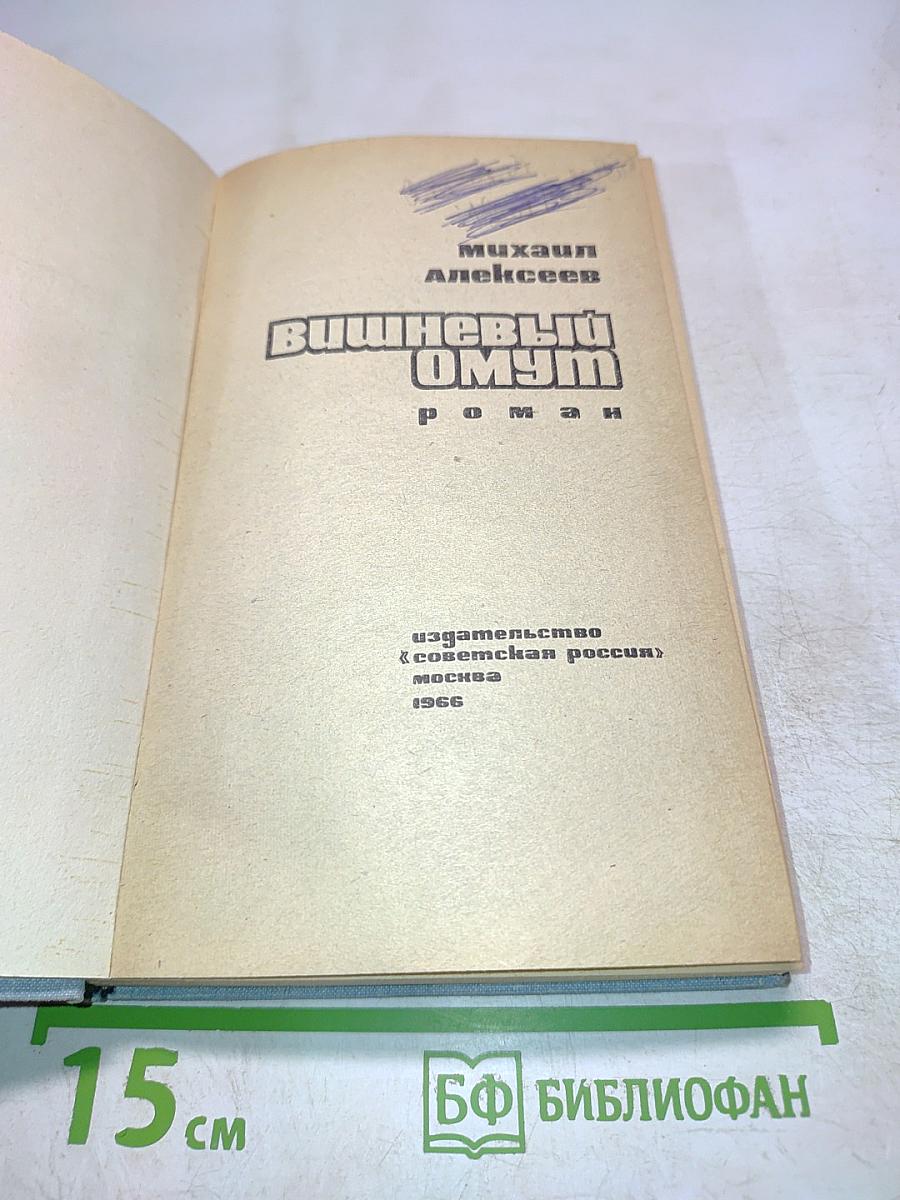 михаил
Алексеев
вишневый
омут
роман
издательство
«советская россия»
москва
1966
15 см
БФ БИБЛИОФАН